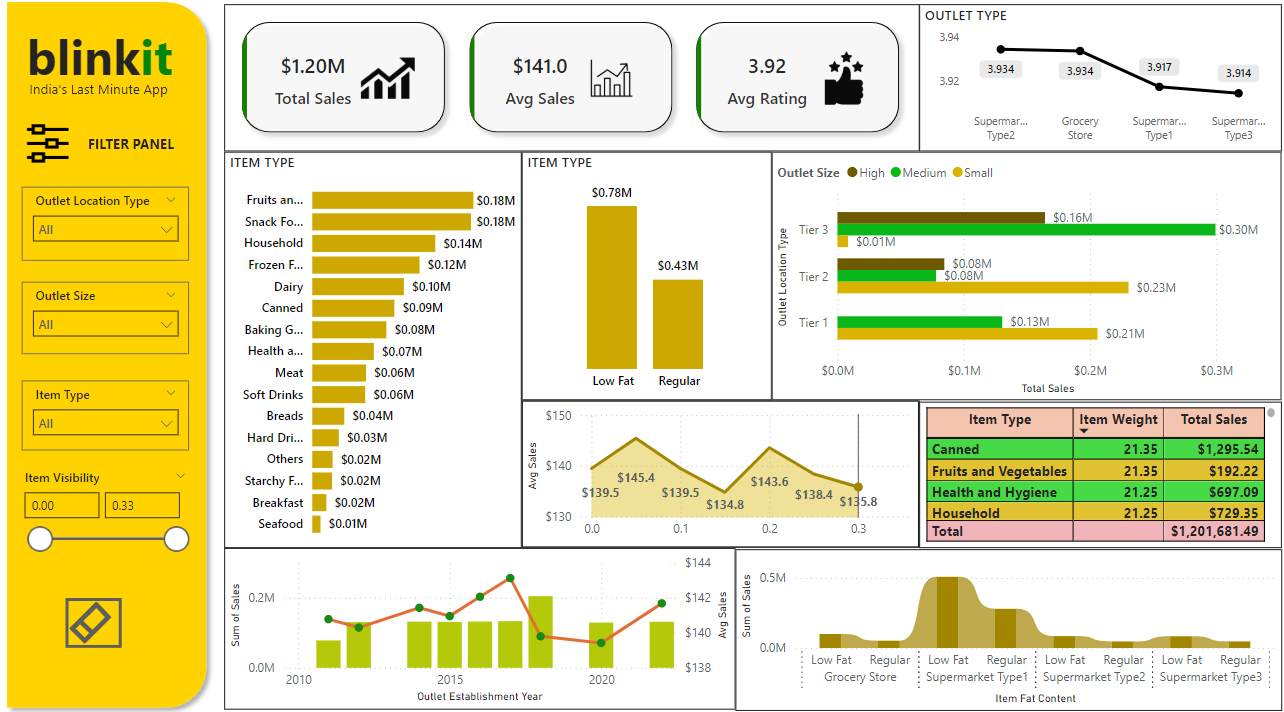 blinkit
India's Last Minute App
FILTER PANEL
Outlet Location Type
All
Outlet Size
All
Item Type
All
Item Visibility
0.00 0.33
$1.20M
Total Sales
$141.0
Avg Sales
3.92
Avg Rating
OUTLET TYPE
3.94
3.92
3.934 3.934 3.917 3.914
Supermar... Grocery Supermar... Supermar...
Type2 Store Type1 Type3
ITEM TYPE
Fruits an... $0.18M
Snack Fo... $0.18M
Household $0.14M
Frozen F... $0.12M
Dairy $0.10M
Canned $0.09M
Baking G... $0.08M
Health a... $0.07M
Meat $0.06M
Soft Drinks $0.06M
Breads $0.04M
Hard Dri... $0.03M
Others $0.02M
Starchy F... $0.02M
Breakfast $0.02M
Seafood $0.01M
ITEM TYPE
$0.78M
$0.43M
Low Fat Regular
Outlet Size High Medium Small
Outlet Location Type
Tier 3 $0.16M
$0.30M
$0.01M
Tier 2 $0.08M
$0.08M
$0.23M
Tier 1 $0.13M
$0.21M
$0.0M $0.1M $0.2M $0.3M
Total Sales
Avg Sales
$150
$140
$130
$139.5 $145.4 $139.5 $134.8 $143.6 $138.4 $135.8
0.0 0.1 0.2 0.3
Item Type Item Weight Total Sales
Canned 21.35 $1,295.54
Fruits and Vegetables 21.35 $192.22
Health and Hygiene 21.25 $697.09
Household 21.25 $729.35
Total $1,201,681.49
Sum of Sales
0.2M
0.0M
$144
$142
$140
$138
Avg Sales
2010 2015 2020
Outlet Establishment Year
Sum of Sales
0.5M
0.0M
Low Fat Regular Low Fat Regular Low Fat Regular Low Fat Regular
Grocery Store Supermarket Type1 Supermarket Type2 Supermarket Type3
Item Fat Content